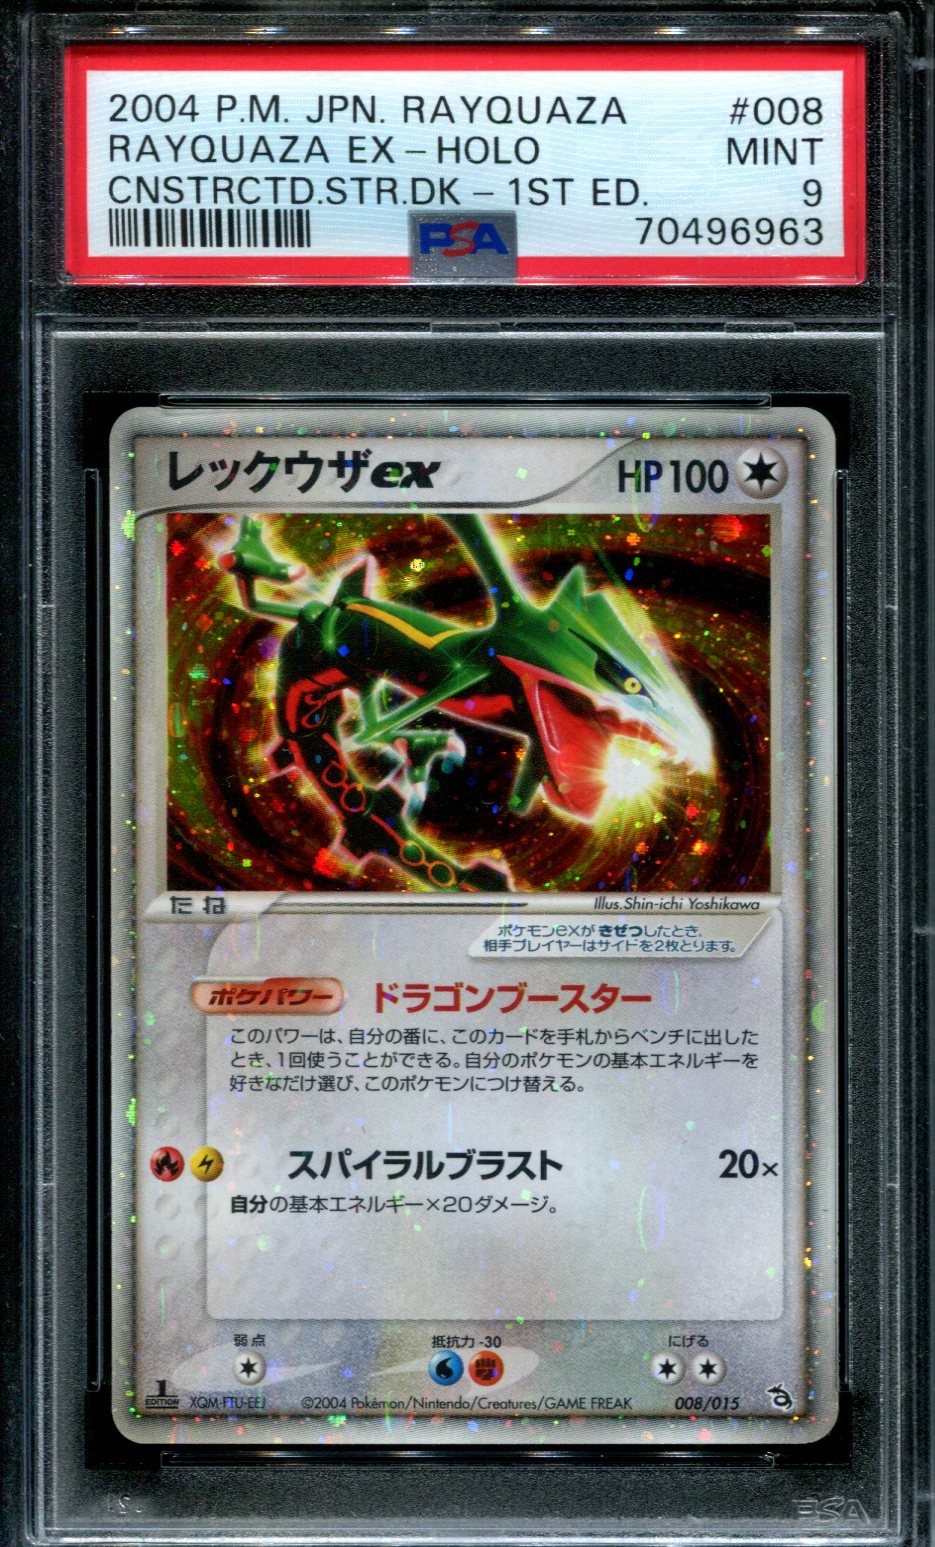 2004 P.M. JPN. RAYQUAZA #008
RAYQUAZA EX – HOLO MINT
CNSTRCTD.STR.DK – 1ST ED. 9
PSA 70496963
レックウザex HP100
たね Illus.Shin-ichi Yoshikawa
ポケモンexが きぜつしたとき、
相手プレイヤーはサイドを2枚とります。
ポケパワー ドラゴンブースター
このパワーは、自分の番に、このカードを手札からベンチに出した
とき、1回使うことができる。自分のポケモンの基本エネルギーを
好きなだけ選び、このポケモンにつけ替える。
スパイラルブラスト 20×
自分の基本エネルギー×20ダメージ。
弱点 抵抗力 -30 にげる
1 EDITION XQM-FTU-EEJ ©2004 Pokémon/Nintendo/Creatures/GAME FREAK 008/015
PSA